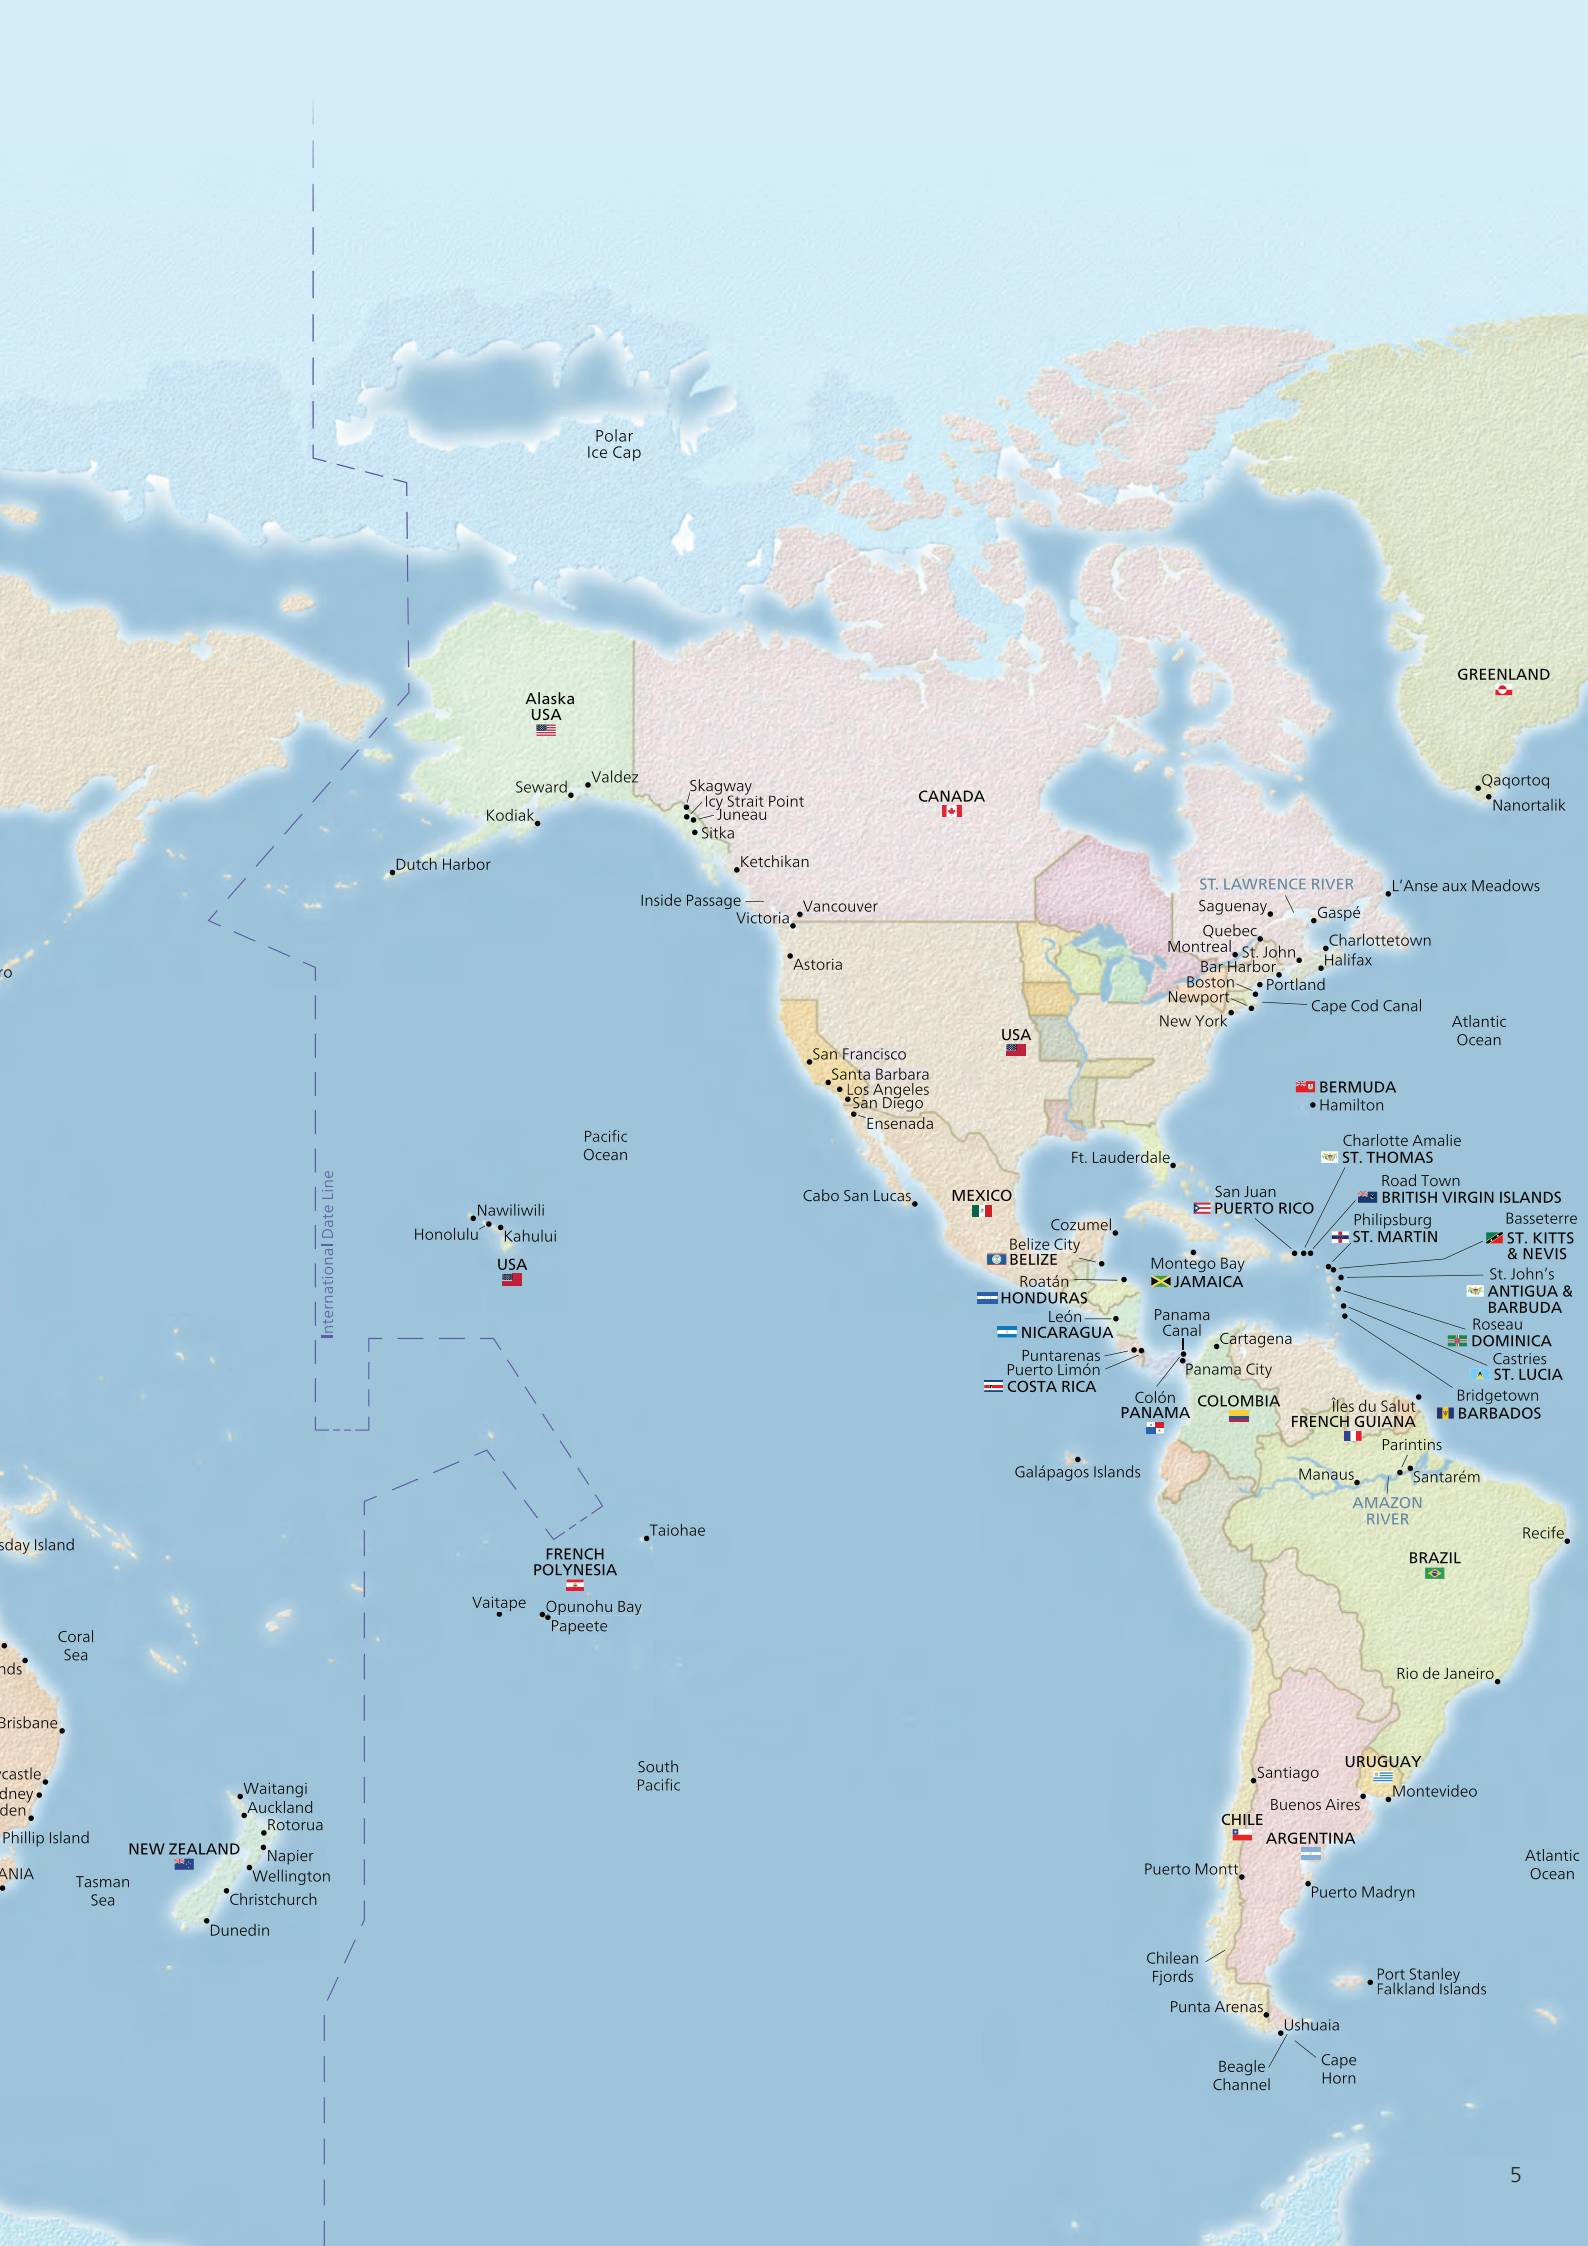 Polar
Ice Cap
GREENLAND
Alaska
USA
Valdez
Seward
Kodiak
Dutch Harbor
Skagway
Icy Strait Point
Juneau
Sitka
Ketchikan
CANADA
Qaqortoq
Nanortalik
Inside Passage
Vancouver
Victoria
Astoria
ST. LAWRENCE RIVER
L'Anse aux Meadows
Saguenay
Gaspé
Quebec
Charlottetown
Montreal
St. John
Halifax
Bar Harbor
Boston
Portland
Newport
Cape Cod Canal
New York
Atlantic
Ocean
USA
San Francisco
Santa Barbara
Los Angeles
San Diego
Ensenada
BERMUDA
Hamilton
Pacific
Ocean
Ft. Lauderdale
Charlotte Amalie
ST. THOMAS
Road Town
BRITISH VIRGIN ISLANDS
San Juan
PUERTO RICO
Philipsburg
ST. MARTIN
Basseterre
ST. KITTS
& NEVIS
St. John's
ANTIGUA &
BARBUDA
Roseau
DOMINICA
Castries
ST. LUCIA
Bridgetown
BARBADOS
Cabo San Lucas
MEXICO
Cozumel
Belize City
BELIZE
Montego Bay
JAMAICA
Roatán
HONDURAS
León
NICARAGUA
Panama
Canal
Puntarenas
Puerto Limón
COSTA RICA
Cartagena
Panama City
Colón
PANAMA
COLOMBIA
Îles du Salut
FRENCH GUIANA
Parintins
Manaus
Santarém
AMAZON
RIVER
Galápagos Islands
Recife
BRAZIL
Rio de Janeiro
International Date Line
Nawiliwili
Honolulu
Kahului
USA
Taiohae
FRENCH
POLYNESIA
Vaitape
Opunohu Bay
Papeete
South
Pacific
ro
sday Island
Coral
Sea
nds
Brisbane
castle
dney
den
Phillip Island
ANIA
Tasman
Sea
NEW ZEALAND
Waitangi
Auckland
Rotorua
Napier
Wellington
Christchurch
Dunedin
URUGUAY
Montevideo
Santiago
Buenos Aires
CHILE
ARGENTINA
Puerto Montt
Puerto Madryn
Atlantic
Ocean
Chilean
Fjords
Port Stanley
Falkland Islands
Punta Arenas
Ushuaia
Beagle
Channel
Cape
Horn
5